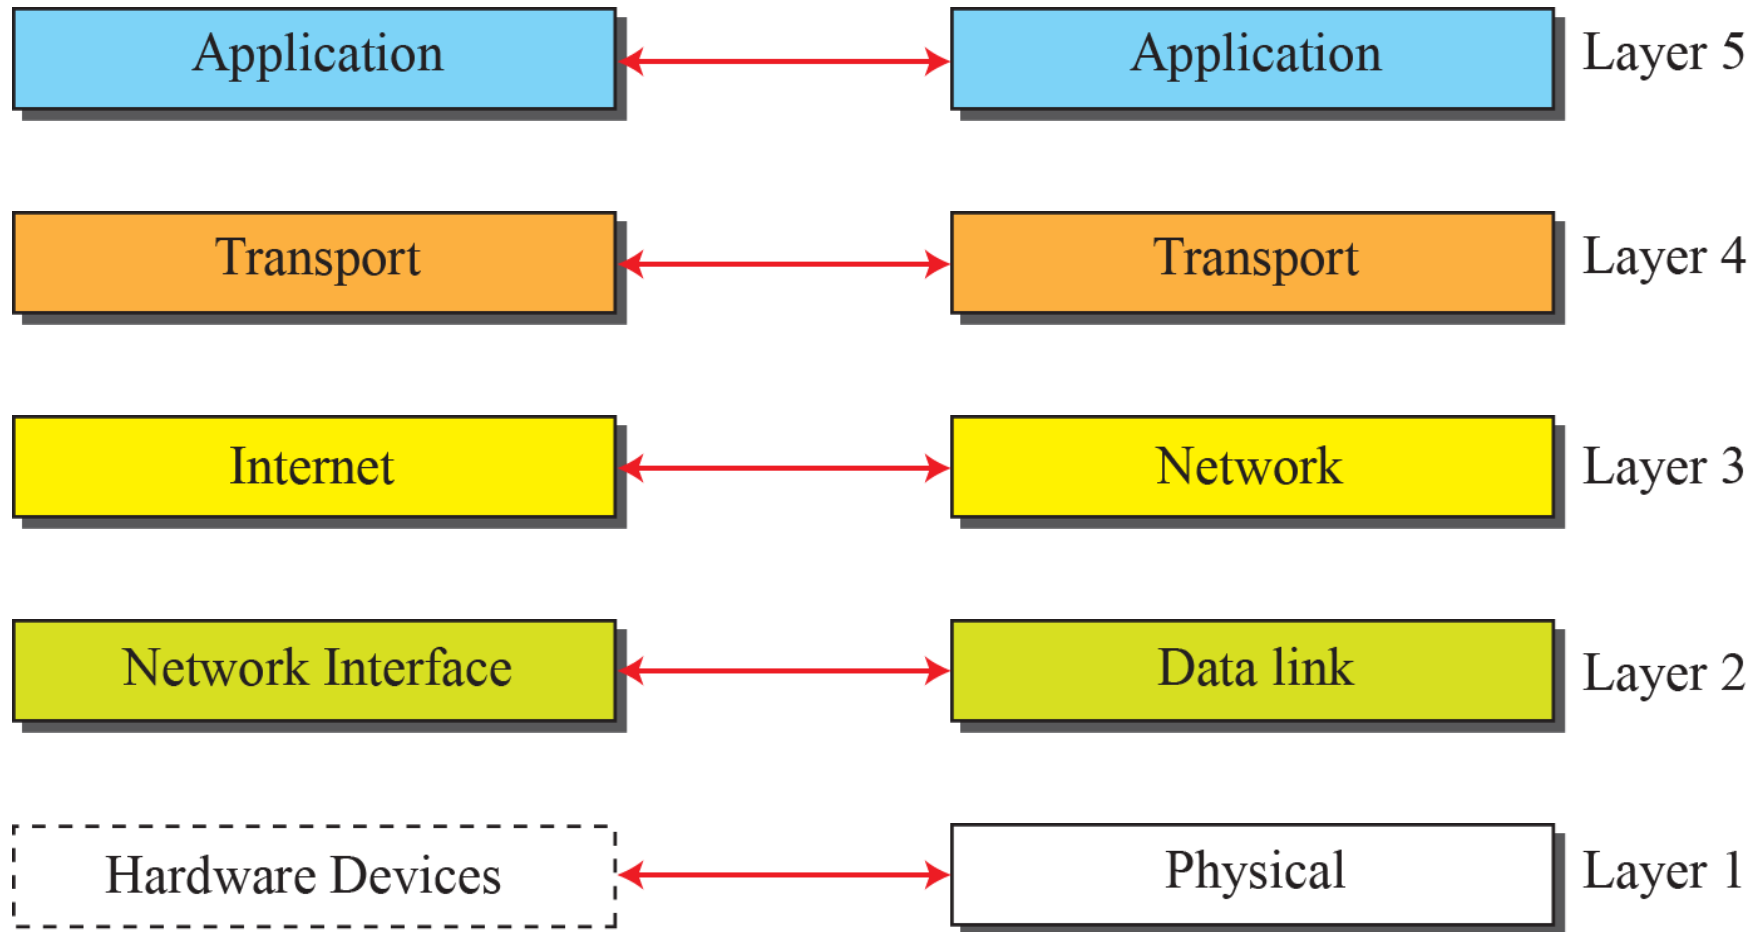 Application
Application
Layer 5
Transport
Transport
Layer 4
Internet
Network
Layer 3
Network Interface
Data link
Layer 2
Hardware Devices
Physical
Layer 1